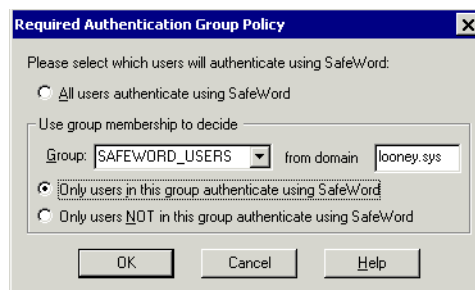 Required Authentication Group Policy
Please select which users will authenticate using SafeWord:
All users authenticate using SafeWord
Use group membership to decide
Group: SAFEWORD_USERS from domain looney.sys
Only users in this group authenticate using SafeWord
Only users NOT in this group authenticate using SafeWord
OK Cancel Help